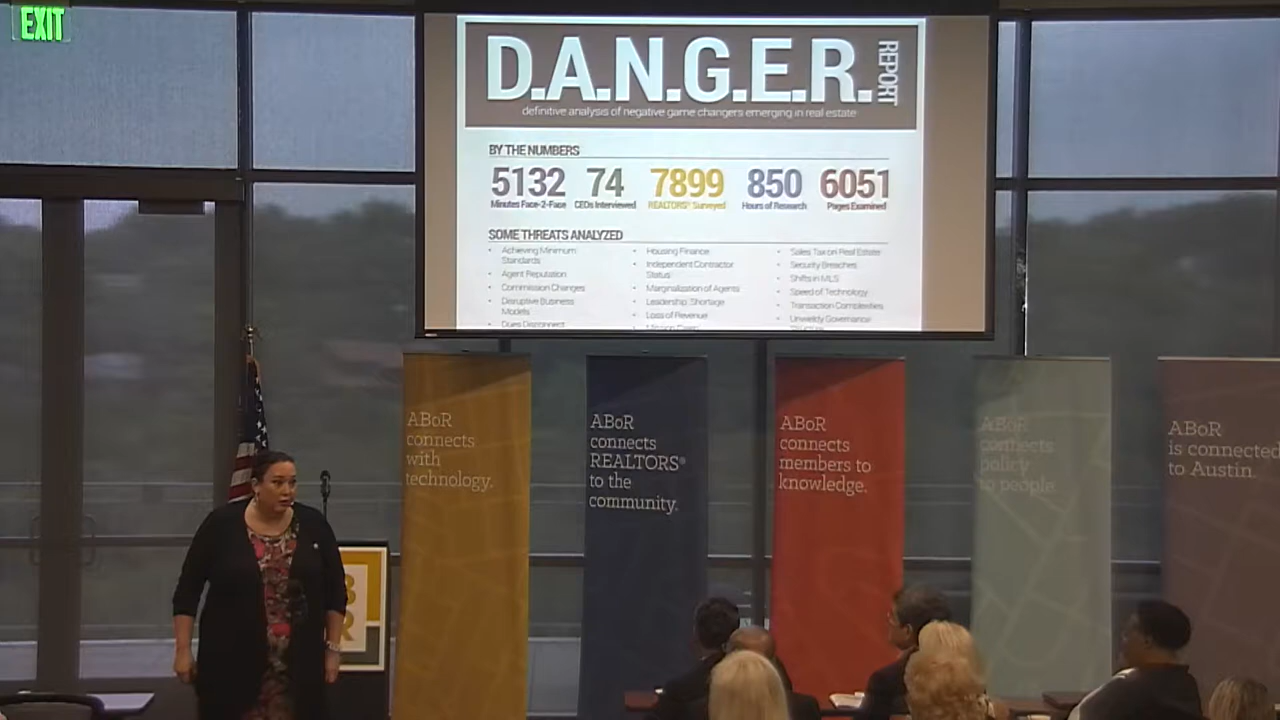 EXIT
D.A.N.G.E.R. REPORT
definitive analysis of negative game changers emerging in real estate
BY THE NUMBERS
5132 74 7899 850 6051
Minutes Face-2-Face CEOs Interviewed REALTORS® Surveyed Hours of Research Pages Examined
SOME THREATS ANALYZED
• Achieving Minimum
Standards
• Agent Reputation
• Commission Changes
• Disruptive Business
Models
• Dues Disconnect
• Housing Finance
• Independent Contractor
Status
• Marginalization of Agents
• Leadership Shortage
• Loss of Revenue
• Sales Tax on Real Estate
• Security Breaches
• Shifts in MLS
• Speed of Technology
• Transaction Complexities
• Unwieldy Governance
ABoR
connects
with
technology.
ABoR
connects
REALTORS®
to the
community.
ABoR
connects
members to
knowledge.
ABoR
connects
policy
to people.
ABoR
is connected
to Austin.
B
R